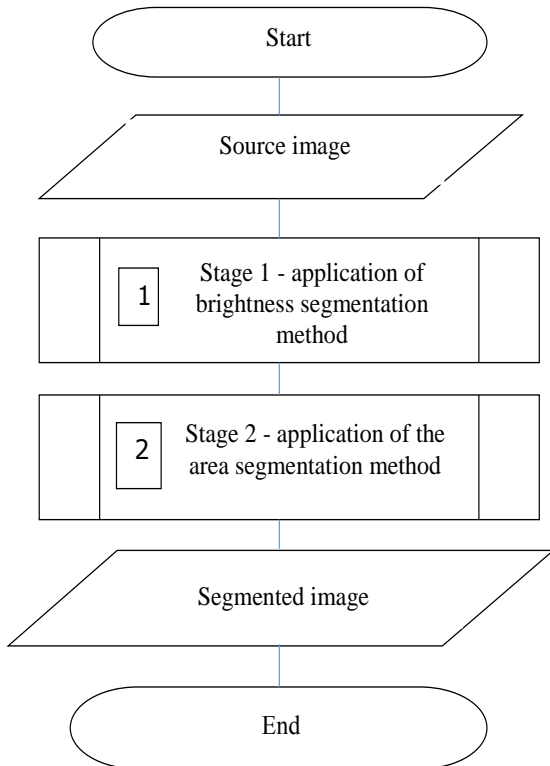 Start
Source image
1
Stage 1 - application of
brightness segmentation
method
2
Stage 2 - application of the
area segmentation method
Segmented image
End